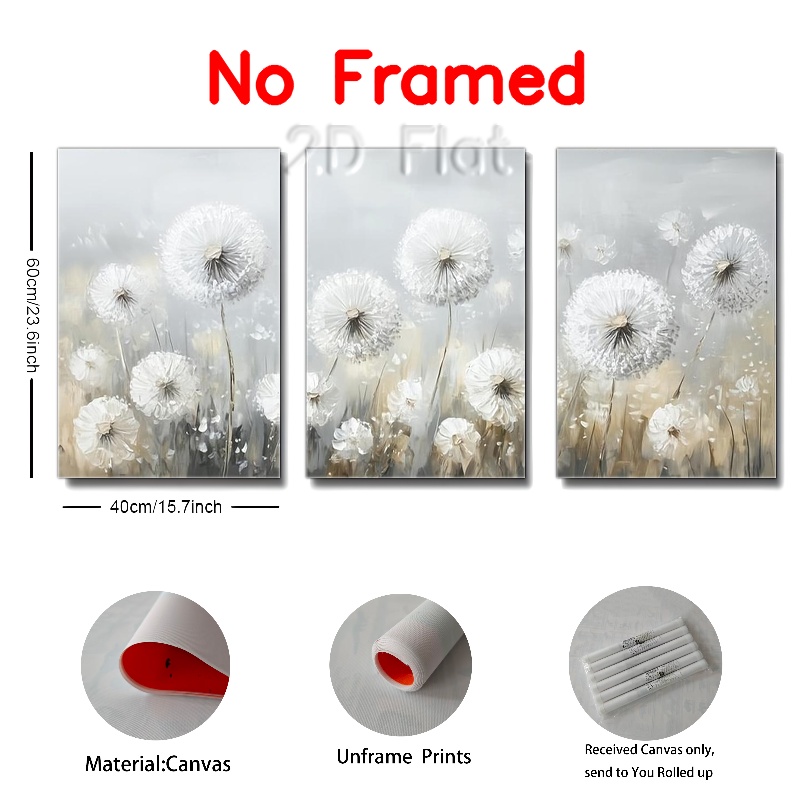 No Framed
2D Flat
60cm/23.6inch
40cm/15.7inch
Material:Canvas
Unframe Prints
Received Canvas only,
send to You Rolled up